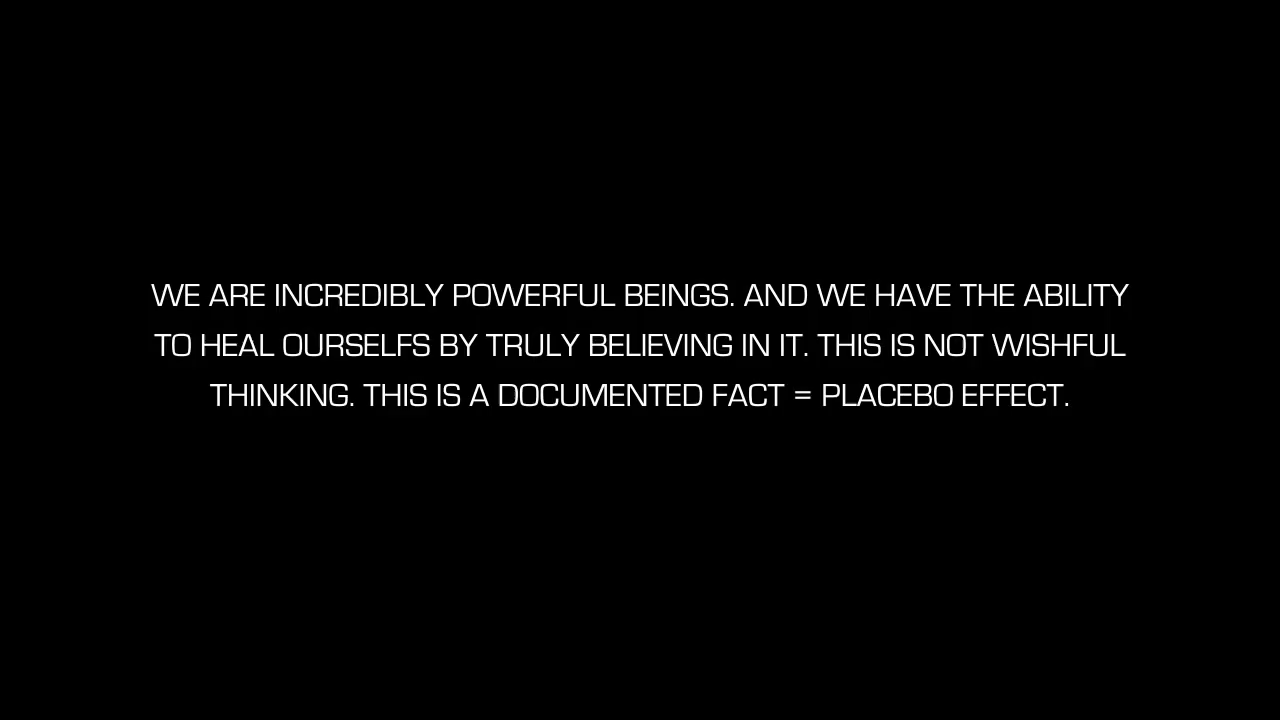 WE ARE INCREDIBLY POWERFUL BEINGS. AND WE HAVE THE ABILITY
TO HEAL OURSELFS BY TRULY BELIEVING IN IT. THIS IS NOT WISHFUL
THINKING. THIS IS A DOCUMENTED FACT = PLACEBO EFFECT.